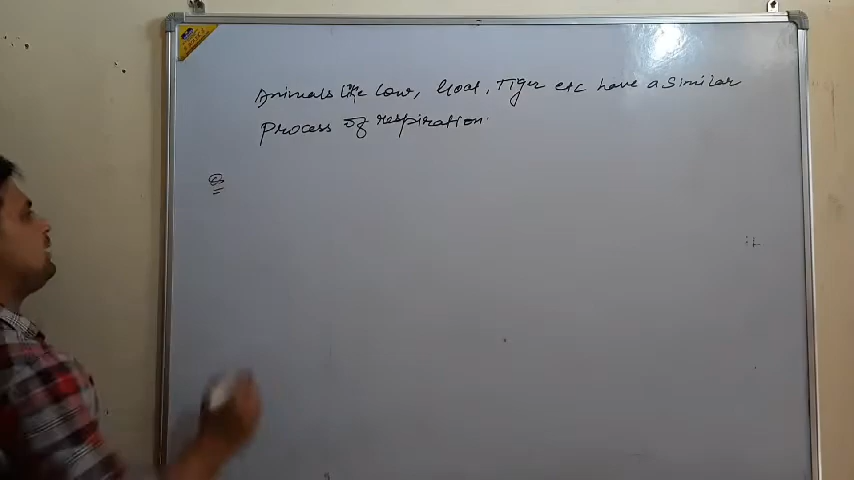 Animals like Cow, Goat, Tiger etc have a similar
Process of respiration.
Q